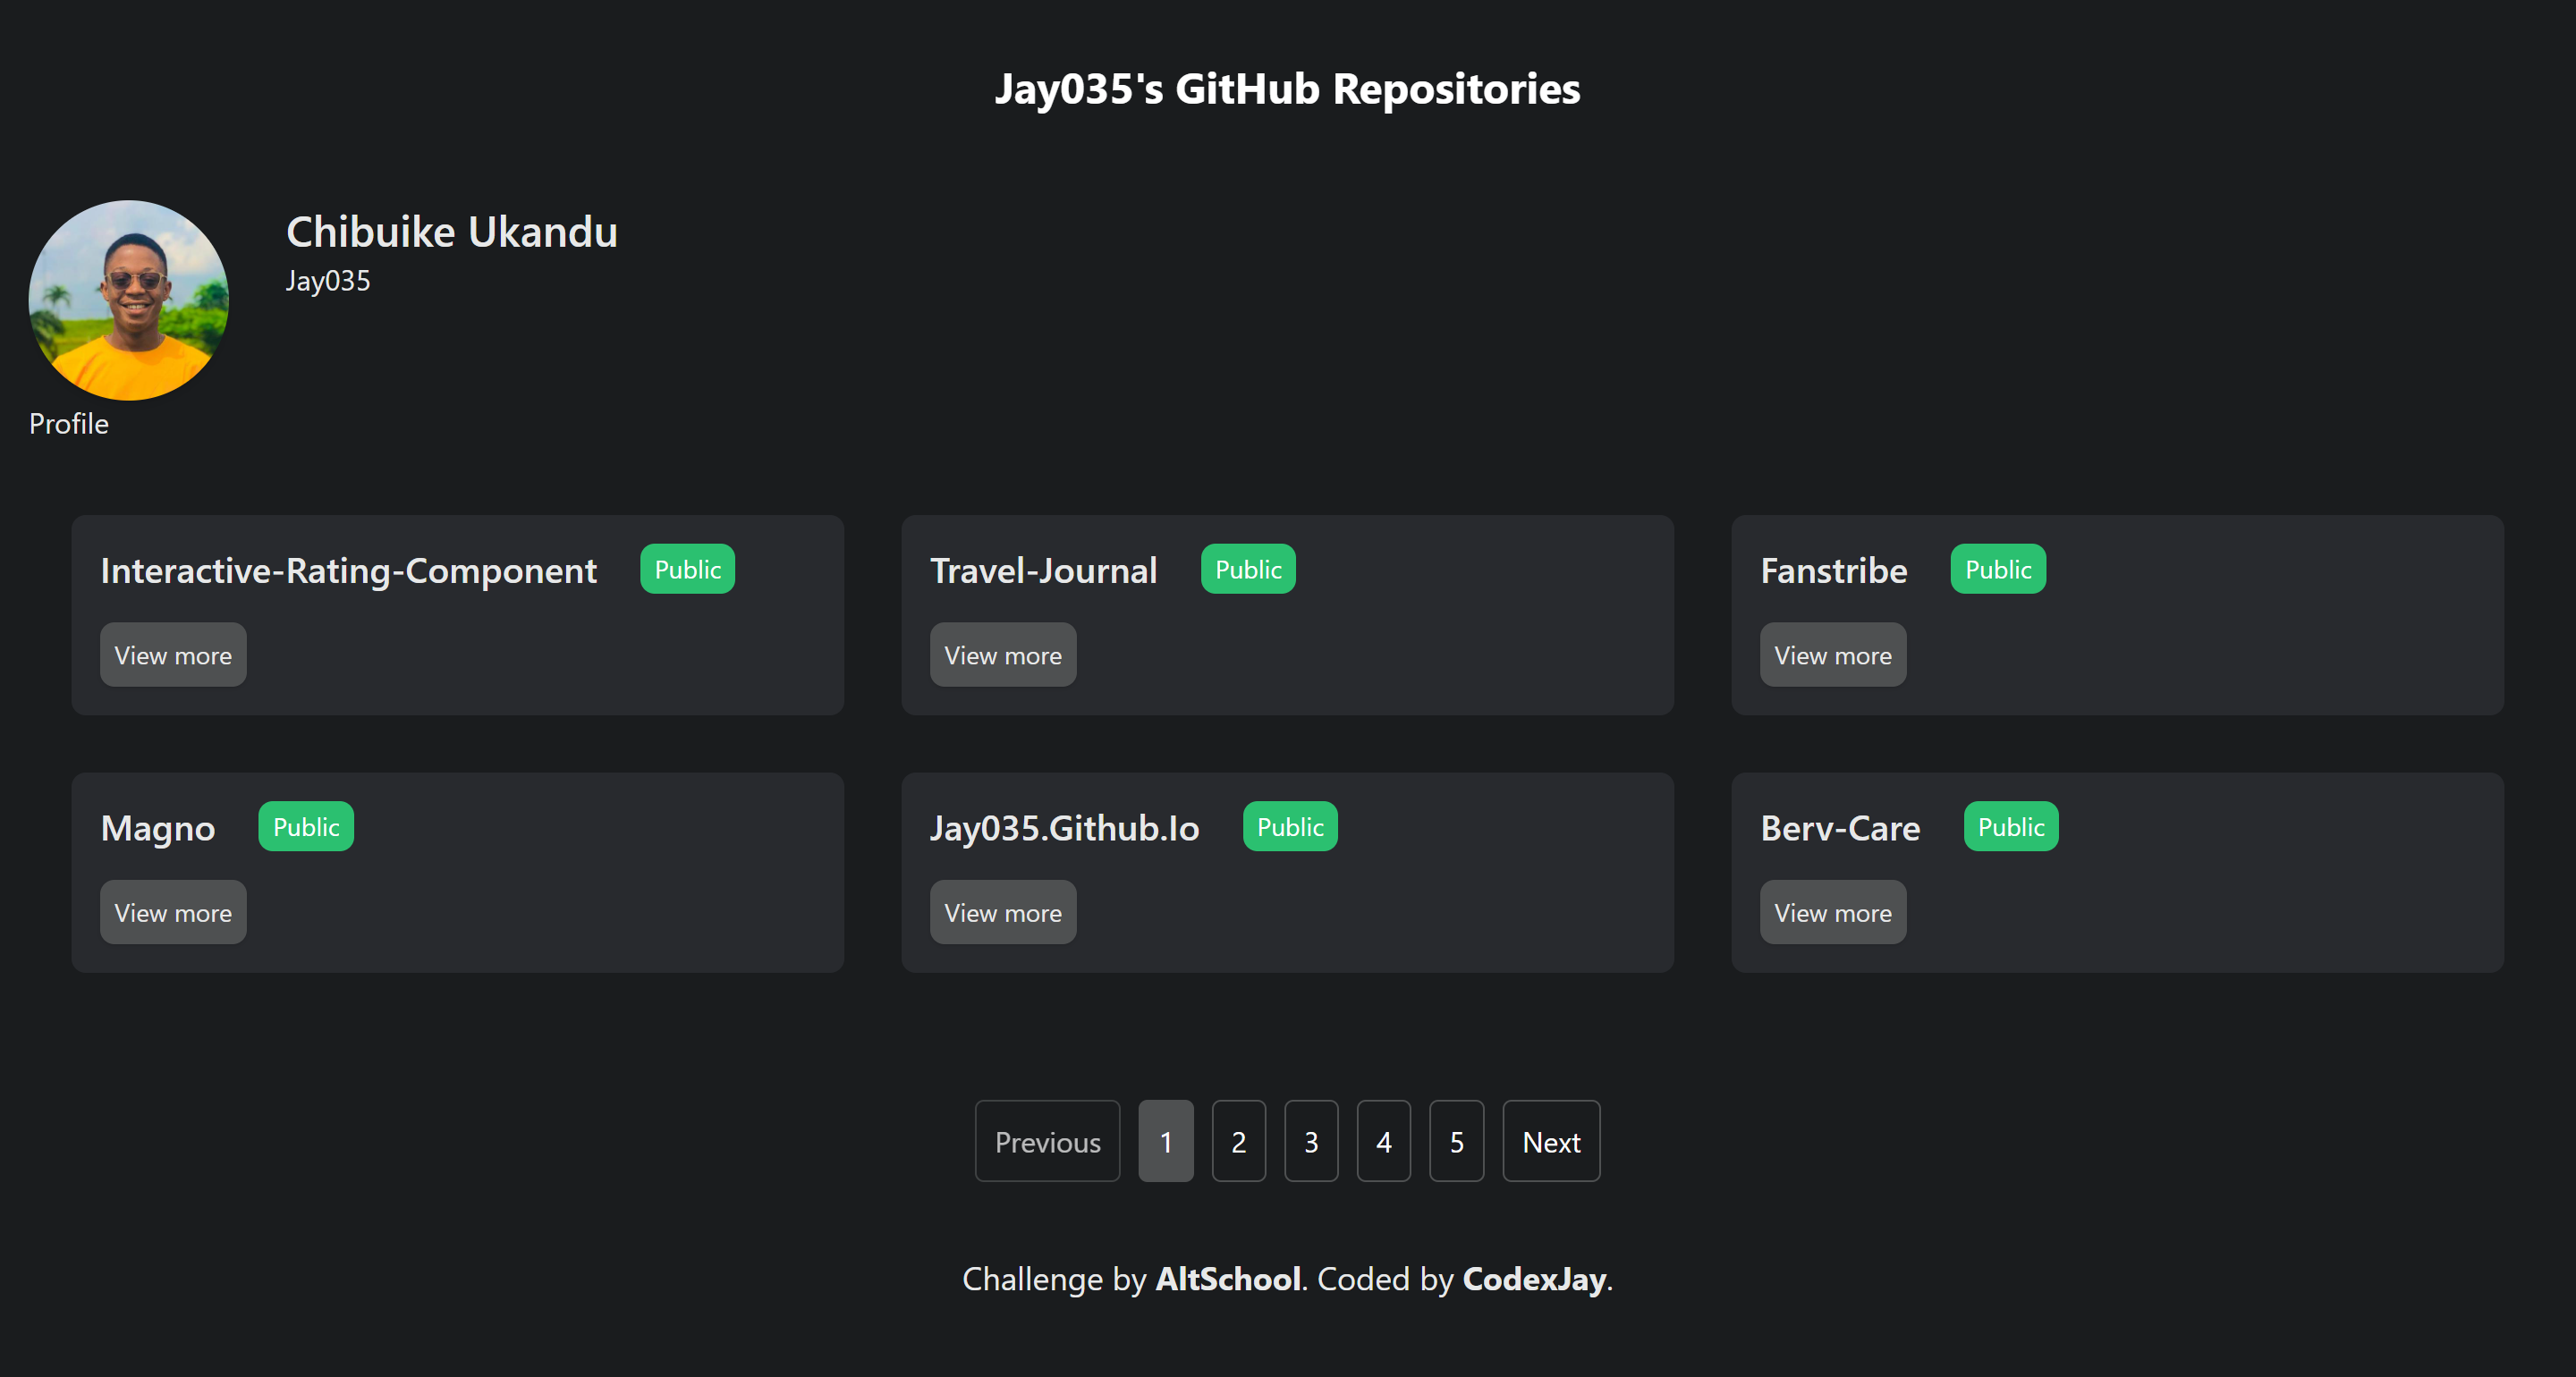 Jay035's GitHub Repositories
Chibuike Ukandu
Jay035
Profile
Interactive-Rating-Component Public
View more
Travel-Journal Public
View more
Fanstribe Public
View more
Magno Public
View more
Jay035.Github.Io Public
View more
Berv-Care Public
View more
Previous 1 2 3 4 5 Next
Challenge by AltSchool. Coded by CodexJay.